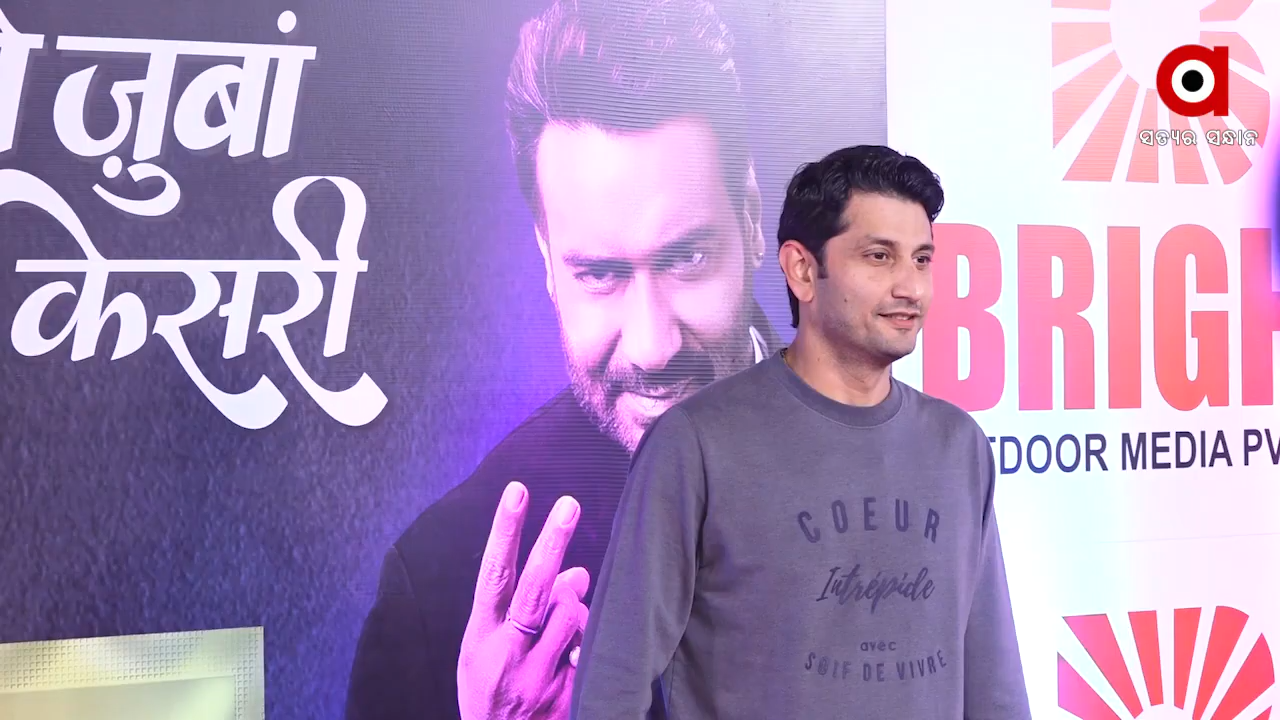 ज़ुबां
केसरी
ସତ୍ୟର ସନ୍ଧାନ
BRIGH
TDOOR MEDIA PV
COEUR
Intrépide
avec
SOIF DE VIVRE